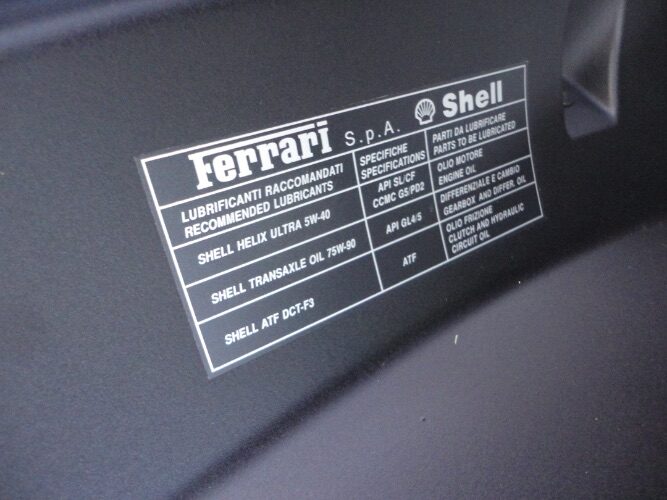 Ferrari S.p.A. Shell
LUBRIFICANTI RACCOMANDATI
RECOMMENDED LUBRICANTS
SPECIFICHE
SPECIFICATIONS
PARTI DA LUBRIFICARE
PARTS TO BE LUBRICATED
SHELL HELIX ULTRA 5W-40
API SL/CF
CCMC G5/PD2
OLIO MOTORE
ENGINE OIL
SHELL TRANSAXLE OIL 75W-90
API GL4/5
DIFFERENZIALE E CAMBIO
GEARBOX AND DIFFER. OIL
SHELL ATF DCT-F3
ATF
OLIO FRIZIONE
CLUTCH AND HYDRAULIC
CIRCUIT OIL